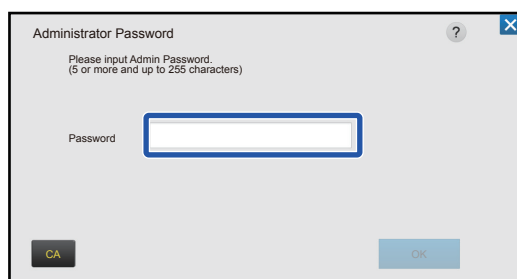 Administrator Password
?
X
Please input Admin Password.
(5 or more and up to 255 characters)
Password
CA
OK